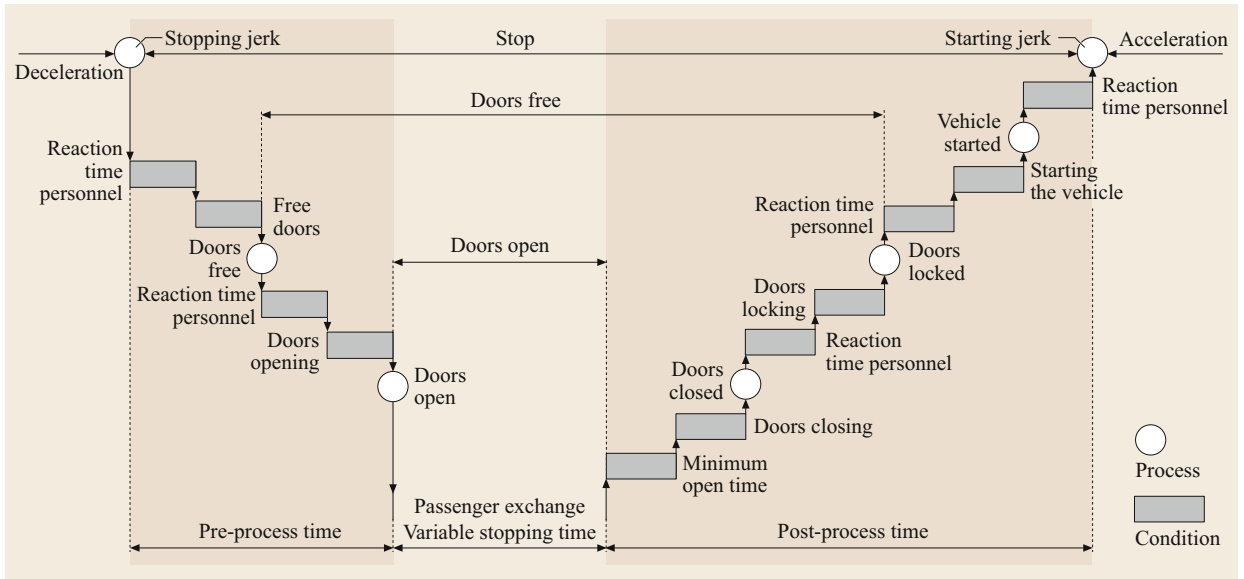 Stopping jerk
Stop
Starting jerk
Acceleration
Deceleration
Reaction
time personnel
Doors free
Vehicle
started
Reaction
time
personnel
Starting
the vehicle
Free
doors
Reaction time
personnel
Doors
free
Doors open
Doors
locked
Reaction time
personnel
Doors
locking
Doors
opening
Reaction
time personnel
Doors
open
Doors
closed
Doors closing
Minimum
open time
Process
Passenger exchange
Variable stopping time
Pre-process time
Post-process time
Condition